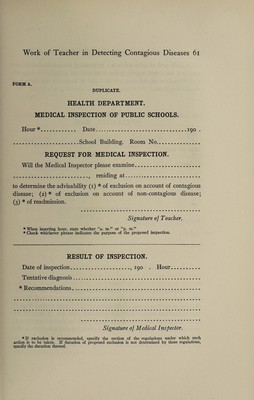 Work of Teacher in Detecting Contagious Diseases 61
FORM A.
DUPLICATE.
HEALTH DEPARTMENT.
MEDICAL INSPECTION OF PUBLIC SCHOOLS.
Hour *............ Date..............................190 .
......................School Building. Room No..............
REQUEST FOR MEDICAL INSPECTION.
Will the Medical Inspector please examine......................
........................., residing at.........................
to determine the advisability (1) * of exclusion on account of contagious
disease; (2) * of exclusion on account of non-contagious disease;
(3) * of readmission.
........................................
Signature of Teacher.
* When inserting hour, state whether "a. m." or "p. m."
* Check whichever please indicates the purpose of the proposed inspection.
RESULT OF INSPECTION.
Date of inspection...................., 190 . Hour..........
Tentative diagnosis..........................................
* Recommendations..........................................
..............................................................
..............................................................
........................................
Signature of Medical Inspector.
* If exclusion is recommended, specify the section of the regulations under which such
action is to be taken. If duration of proposed exclusion is not determined by these regulations,
specify the duration desired.